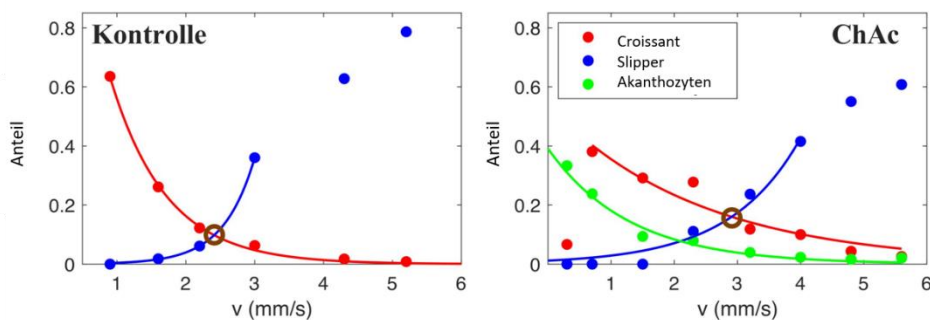 Kontrolle
0.8
0.6
0.4
0.2
0
Anteil
1 2 3 4 5 6
v (mm/s)
ChAc
Croissant
Slipper
Akanthozyten
0.8
0.6
0.4
0.2
0
Anteil
0 1 2 3 4 5 6
v (mm/s)